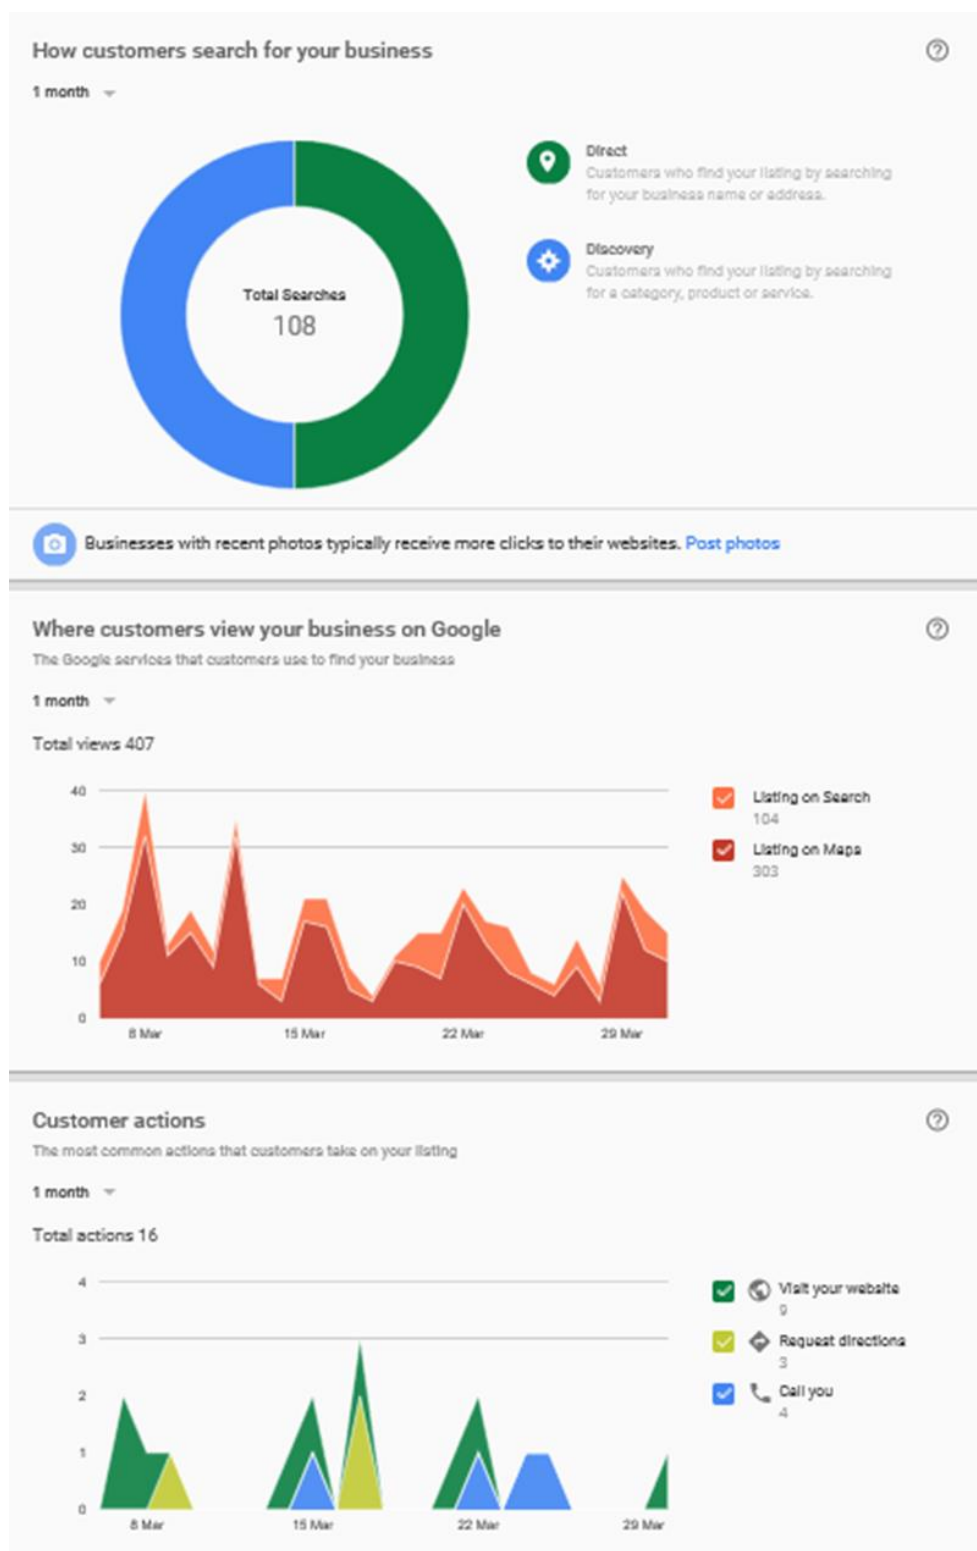 How customers search for your business
1 month
Direct
Customers who find your listing by searching
for your business name or address.
Discovery
Customers who find your listing by searching
for a category, product or service.
Total Searches
108
Businesses with recent photos typically receive more clicks to their websites. Post photos
Where customers view your business on Google
The Google services that customers use to find your business
1 month
Total views 407
40
30
20
10
0
8 Mar
15 Mar
22 Mar
29 Mar
Listing on Search
104
Listing on Maps
303
Customer actions
The most common actions that customers take on your listing
1 month
Total actions 16
4
3
2
1
0
8 Mar
15 Mar
22 Mar
29 Mar
Visit your website
9
Request directions
3
Call you
4